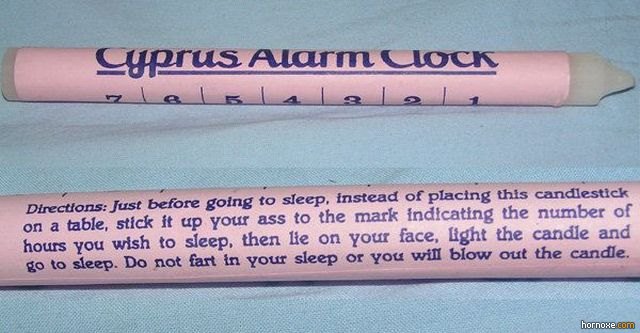 Cyprus Alarm Clock
7 6 5 4 3 2 1
Directions: Just before going to sleep, instead of placing this candlestick
on a table, stick it up your ass to the mark indicating the number of
hours you wish to sleep, then lie on your face, light the candle and
go to sleep. Do not fart in your sleep or you will blow out the candle.
hornoxe.com